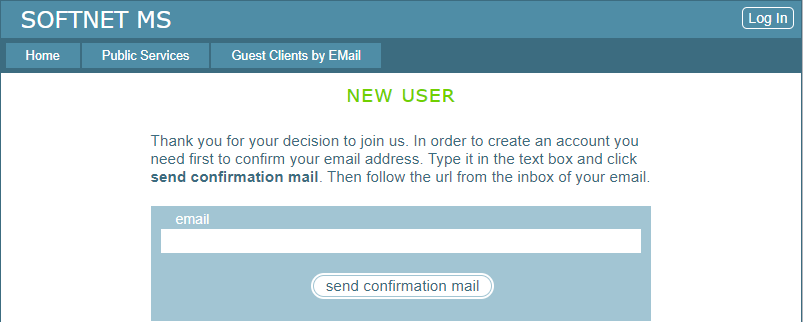 SOFTNET MS
Log In
Home
Public Services
Guest Clients by EMail
NEW USER
Thank you for your decision to join us. In order to create an account you
need first to confirm your email address. Type it in the text box and click
send confirmation mail. Then follow the url from the inbox of your email.
email
send confirmation mail